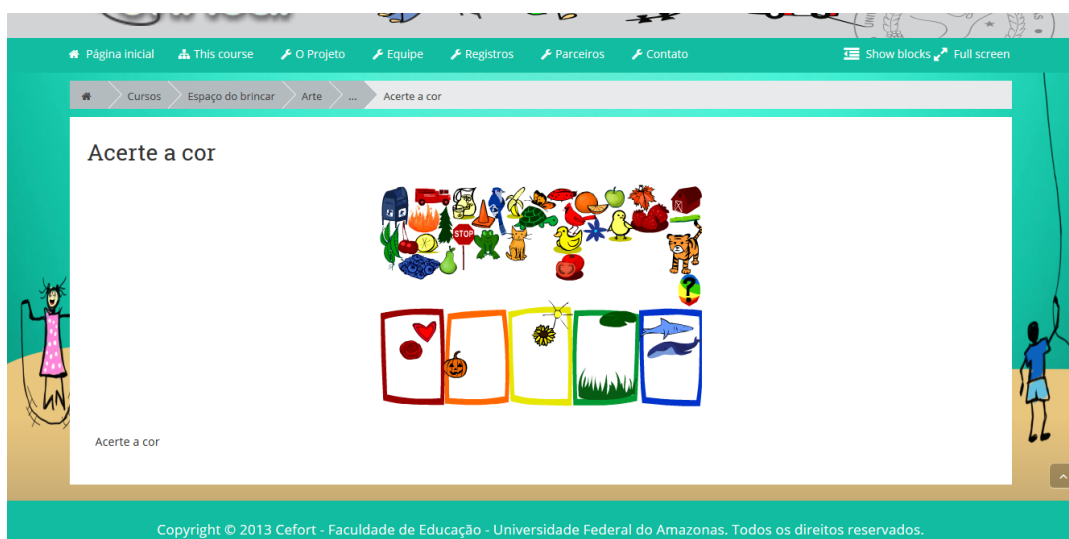 Página inicial This course O Projeto Equipe Registros Parceiros Contato Show blocks Full screen
Cursos Espaço do brincar Arte ... Acerte a cor
Acerte a cor
STOP
?
Acerte a cor
Copyright © 2013 Cefort - Faculdade de Educação - Universidade Federal do Amazonas. Todos os direitos reservados.